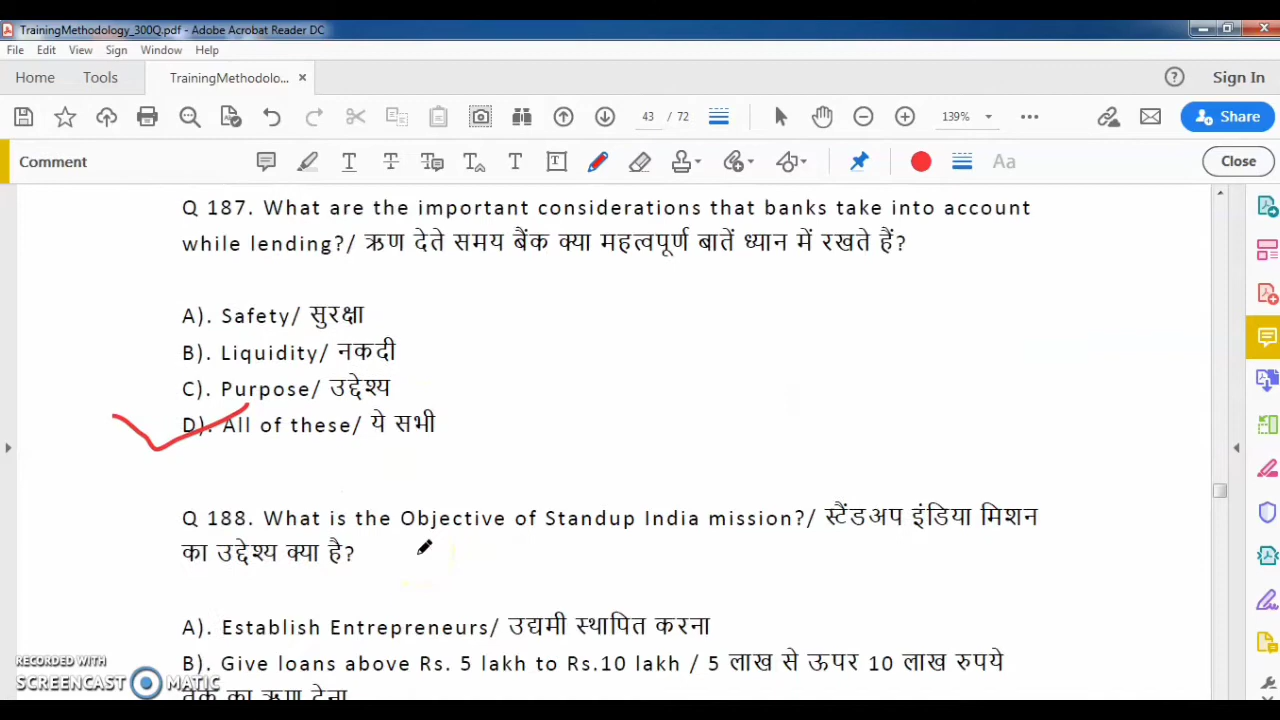 TrainingMethodology_300Q.pdf - Adobe Acrobat Reader DC
File Edit View Sign Window Help
Home Tools TrainingMethodolo... × Sign In
43 / 72 139%
Share
Comment Aa Close
Q 187. What are the important considerations that banks take into account
while lending?/ ऋण देते समय बैंक क्या महत्वपूर्ण बातें ध्यान में रखते हैं?
A). Safety/ सुरक्षा
B). Liquidity/ नकदी
C). Purpose/ उद्देश्य
D). All of these/ ये सभी
Q 188. What is the Objective of Standup India mission?/ स्टैंडअप इंडिया मिशन
का उद्देश्य क्या है?
A). Establish Entrepreneurs/ उद्यमी स्थापित करना
B). Give loans above Rs. 5 lakh to Rs.10 lakh / 5 लाख से ऊपर 10 लाख रुपये
तक का ऋण देना
RECORDED WITH
SCREENCAST MATIC